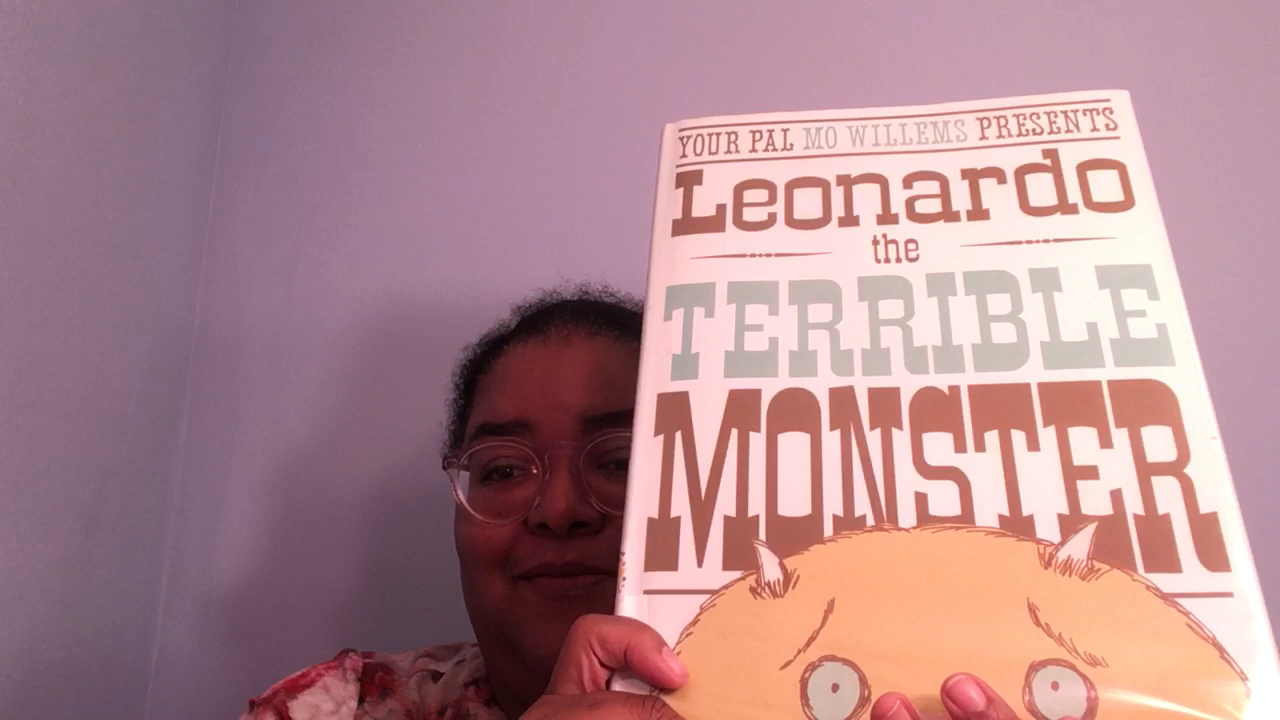 YOUR PAL MO WILLEMS PRESENTS
Leonardo
the
TERRIBLE
MONSTER